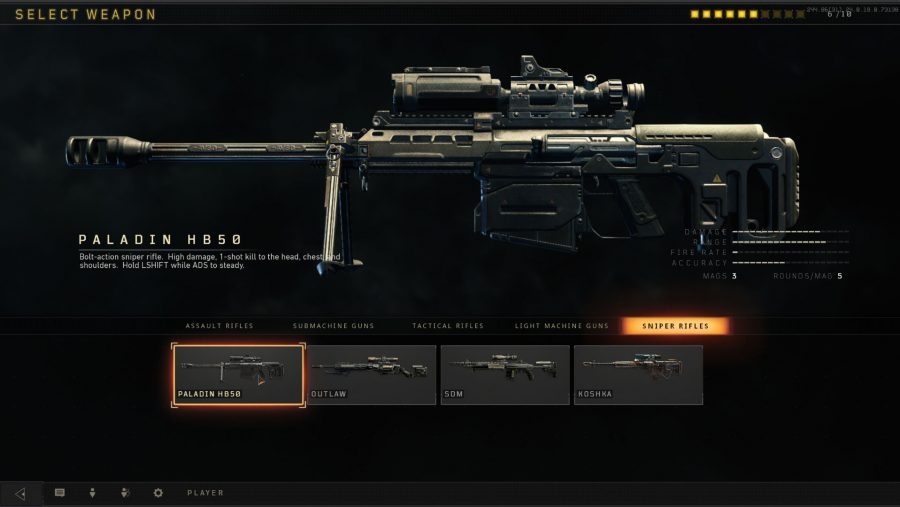 SELECT WEAPON
6/10
PALADIN HB50
Bolt-action sniper rifle. High damage, 1-shot kill to the head, chest and
shoulders. Hold LSHIFT while ADS to steady.
DAMAGE
RANGE
FIRE RATE
ACCURACY
MAGS 3 ROUNDS/MAG 5
ASSAULT RIFLES SUBMACHINE GUNS TACTICAL RIFLES LIGHT MACHINE GUNS SNIPER RIFLES
PALADIN HB50 OUTLAW SDM KOSHKA
PLAYER